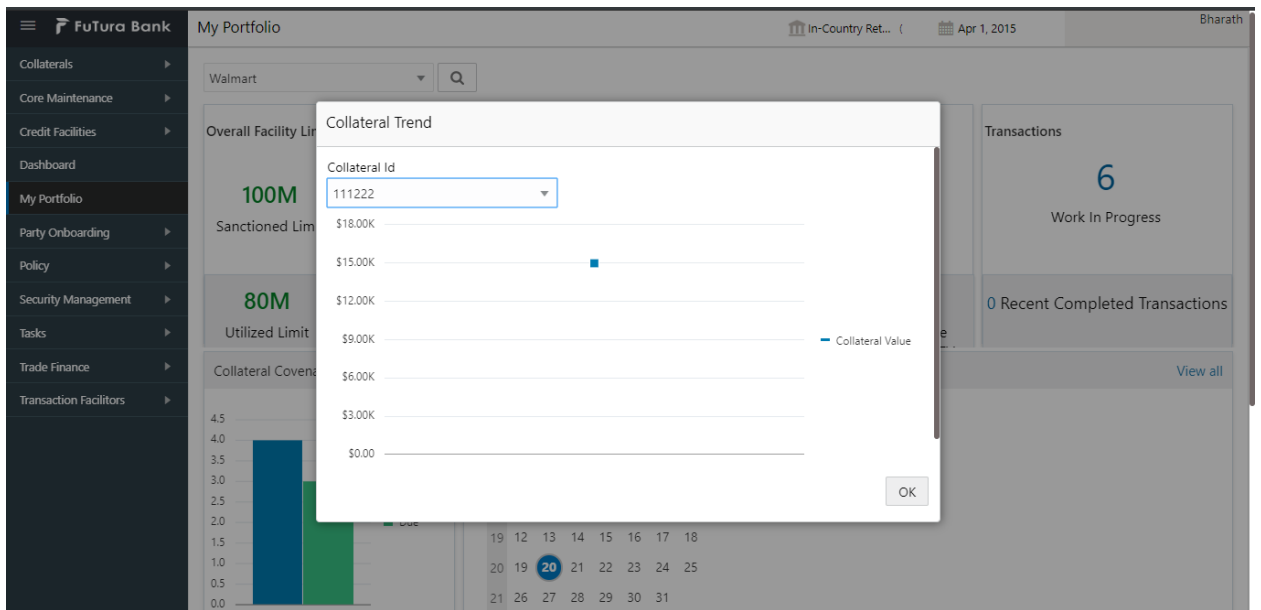 FuTura Bank
My Portfolio
In-Country Ret... (
Apr 1, 2015
Bharath
Collaterals
Core Maintenance
Credit Facilities
Dashboard
My Portfolio
Party Onboarding
Policy
Security Management
Tasks
Trade Finance
Transaction Facilitors
Walmart
Overall Facility Lir
100M
Sanctioned Lim
80M
Utilized Limit
Collateral Trend
Collateral Id
111222
$18.00K
$15.00K
$12.00K
$9.00K
$6.00K
$3.00K
$0.00
Collateral Value
OK
Transactions
6
Work In Progress
0 Recent Completed Transactions
e
Collateral Covena
View all
4.5
4.0
3.5
3.0
2.5
2.0
1.5
1.0
0.5
0.0
19 12 13 14 15 16 17 18
20 19 20 21 22 23 24 25
21 26 27 28 29 30 31